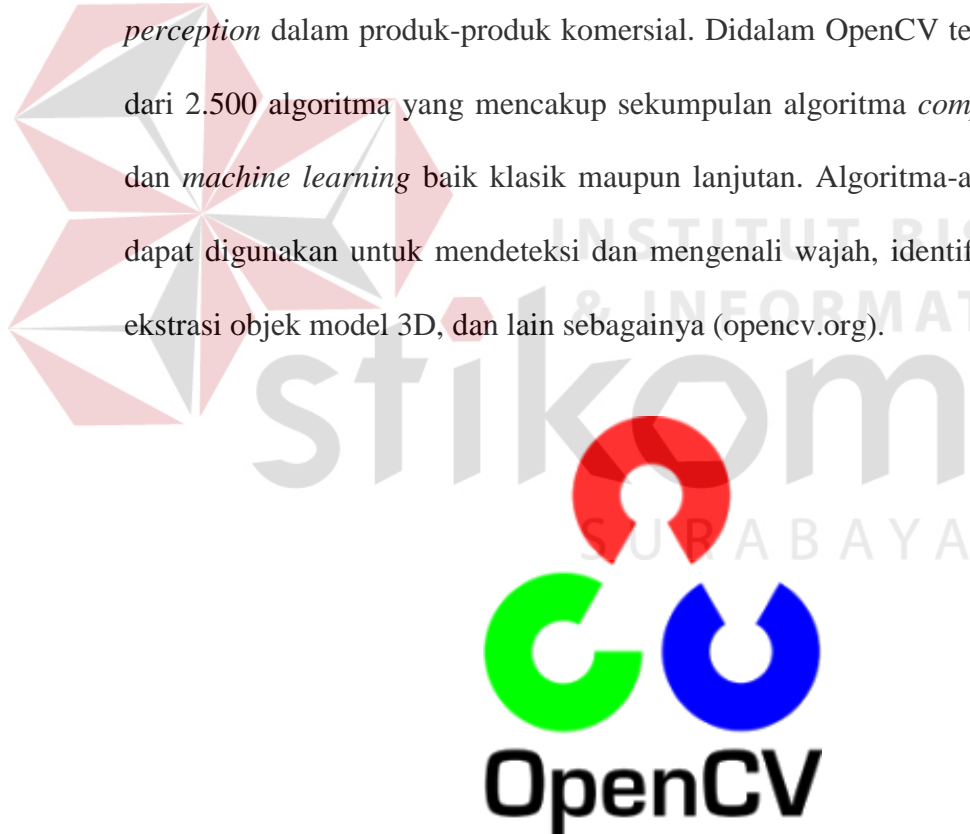 perception dalam produk-produk komersial. Didalam OpenCV te
dari 2.500 algoritma yang mencakup sekumpulan algoritma com
dan machine learning baik klasik maupun lanjutan. Algoritma-a
dapat digunakan untuk mendeteksi dan mengenali wajah, identif
INSTITUT BIS
ekstrasi objek model 3D, dan lain sebagainya (opencv.org).
& INFORMAT
stikom
SURABAYA
OpenCV